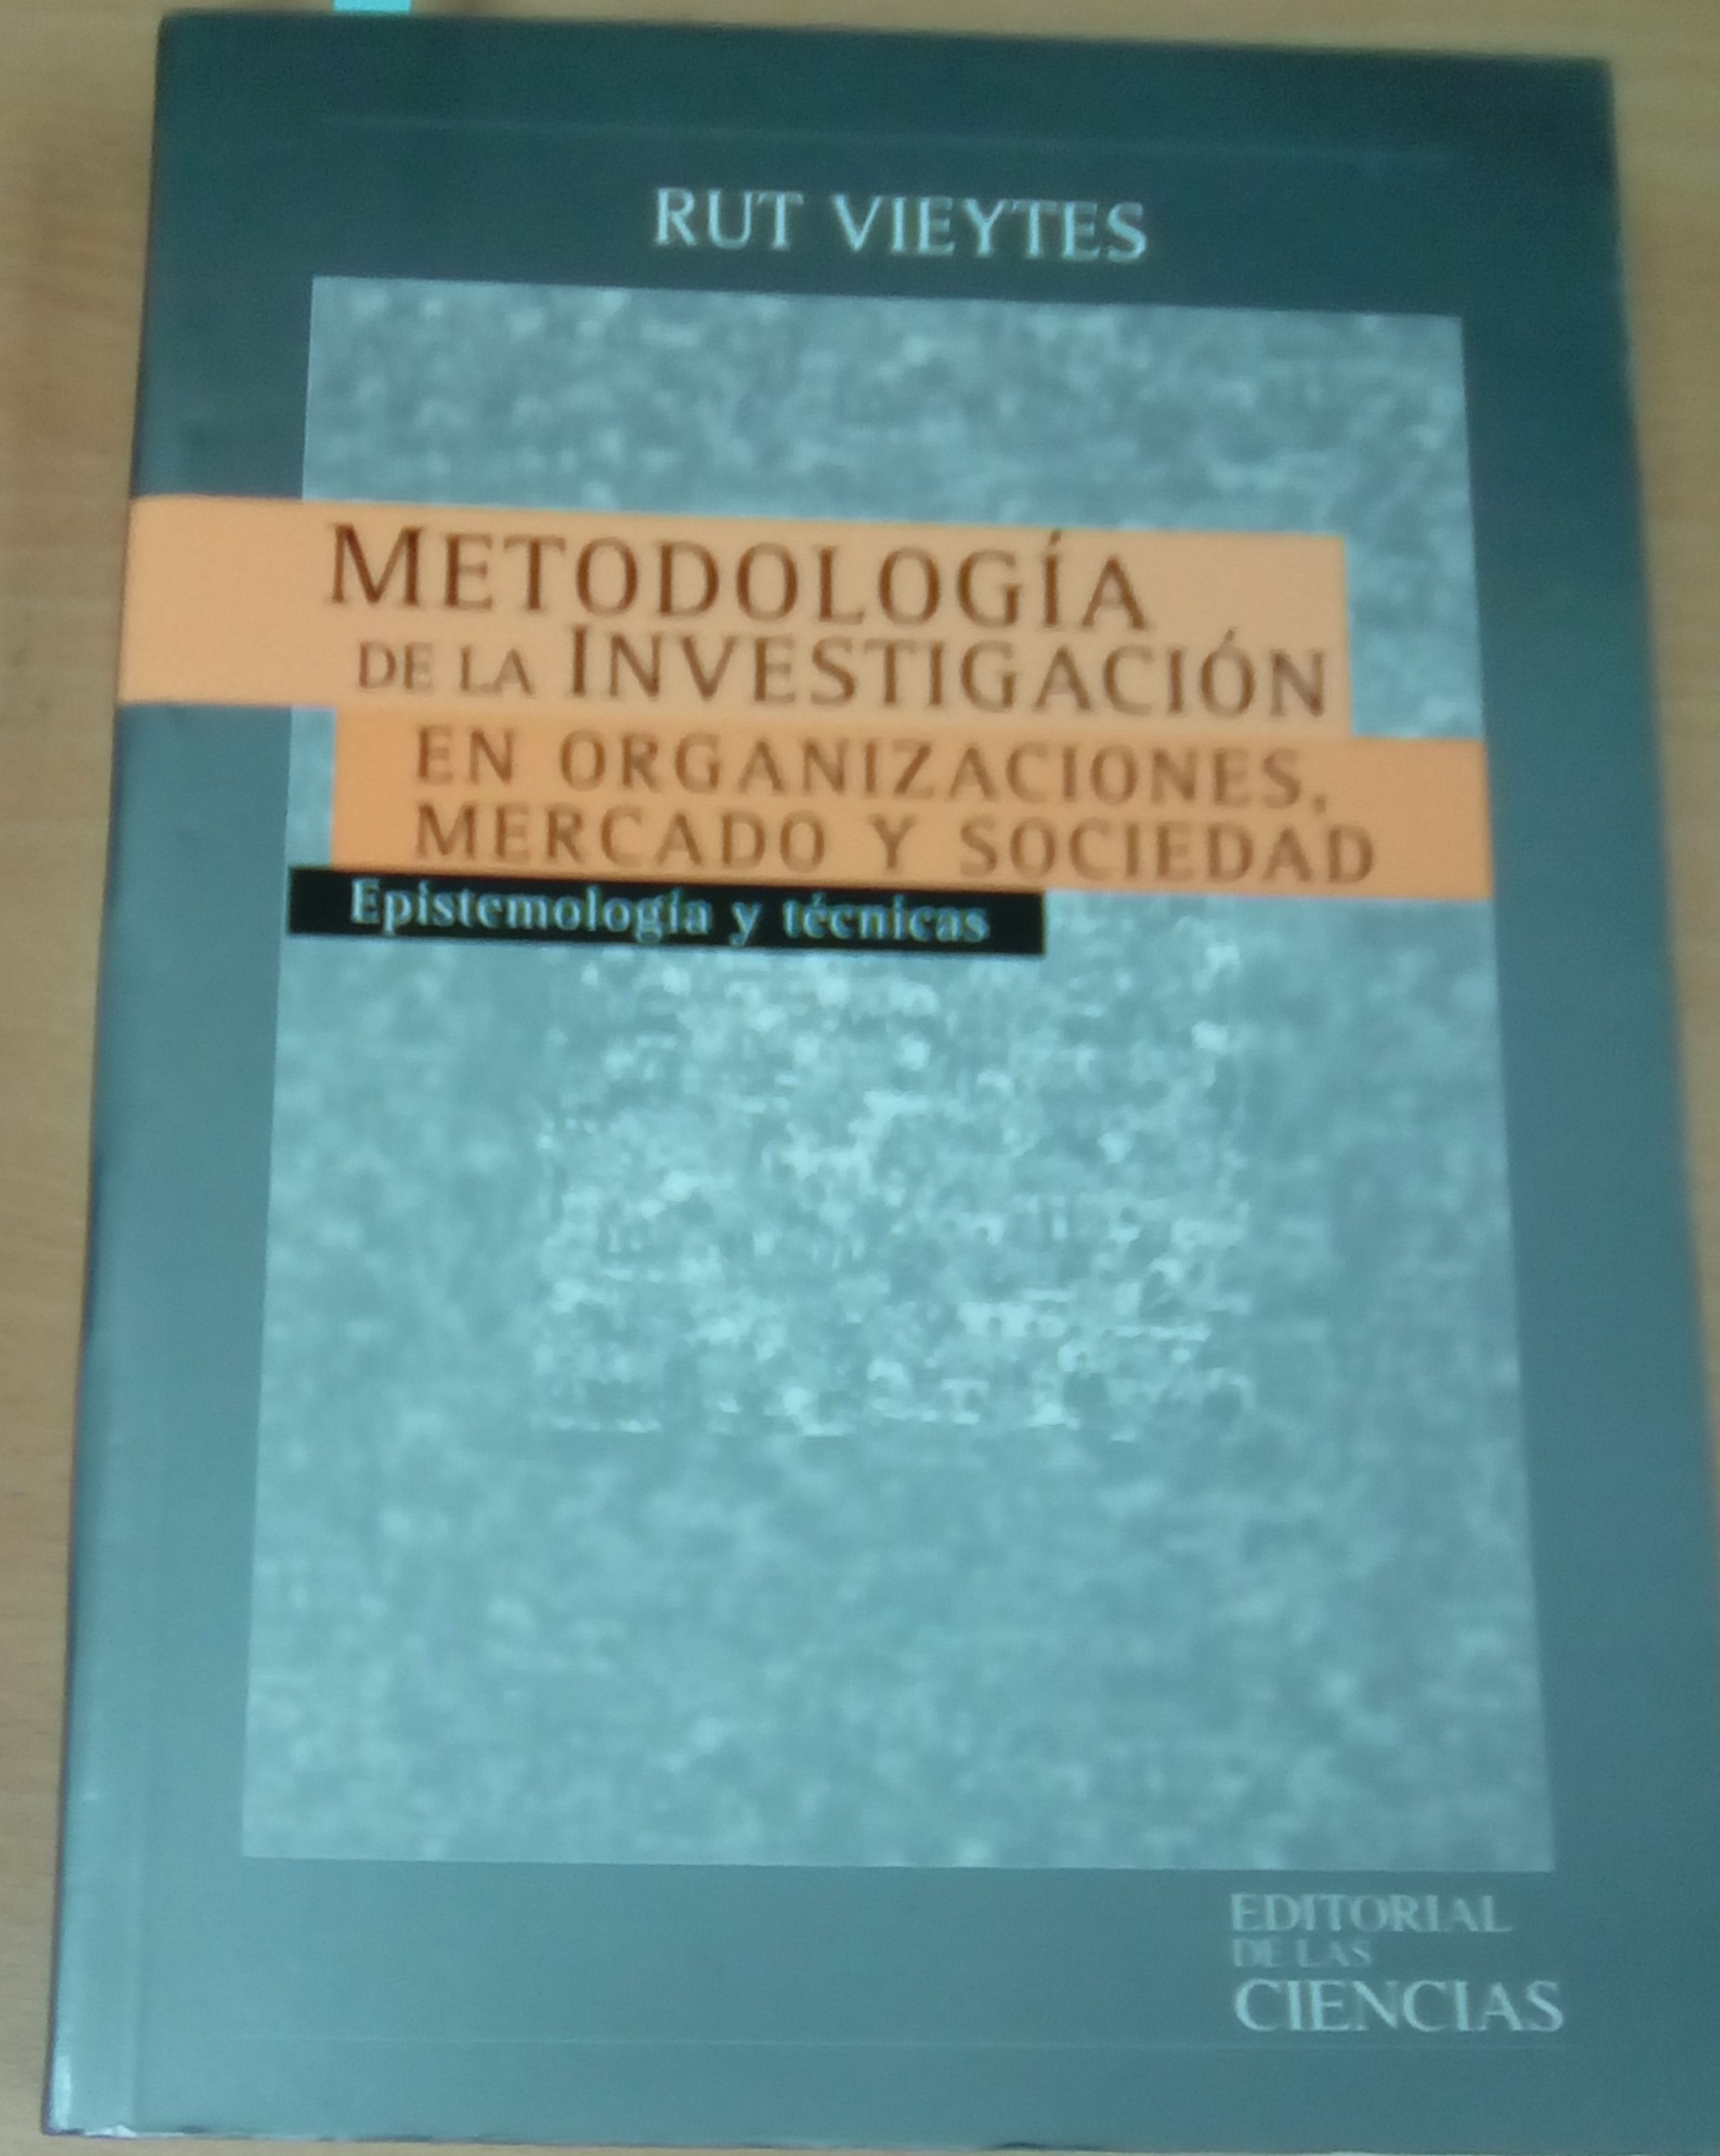 RUT VIEYTES
METODOLOGÍA
DE LA INVESTIGACIÓN
EN ORGANIZACIONES,
MERCADO Y SOCIEDAD
Epistemología y técnicas
EDITORIAL
DE LAS
CIENCIAS